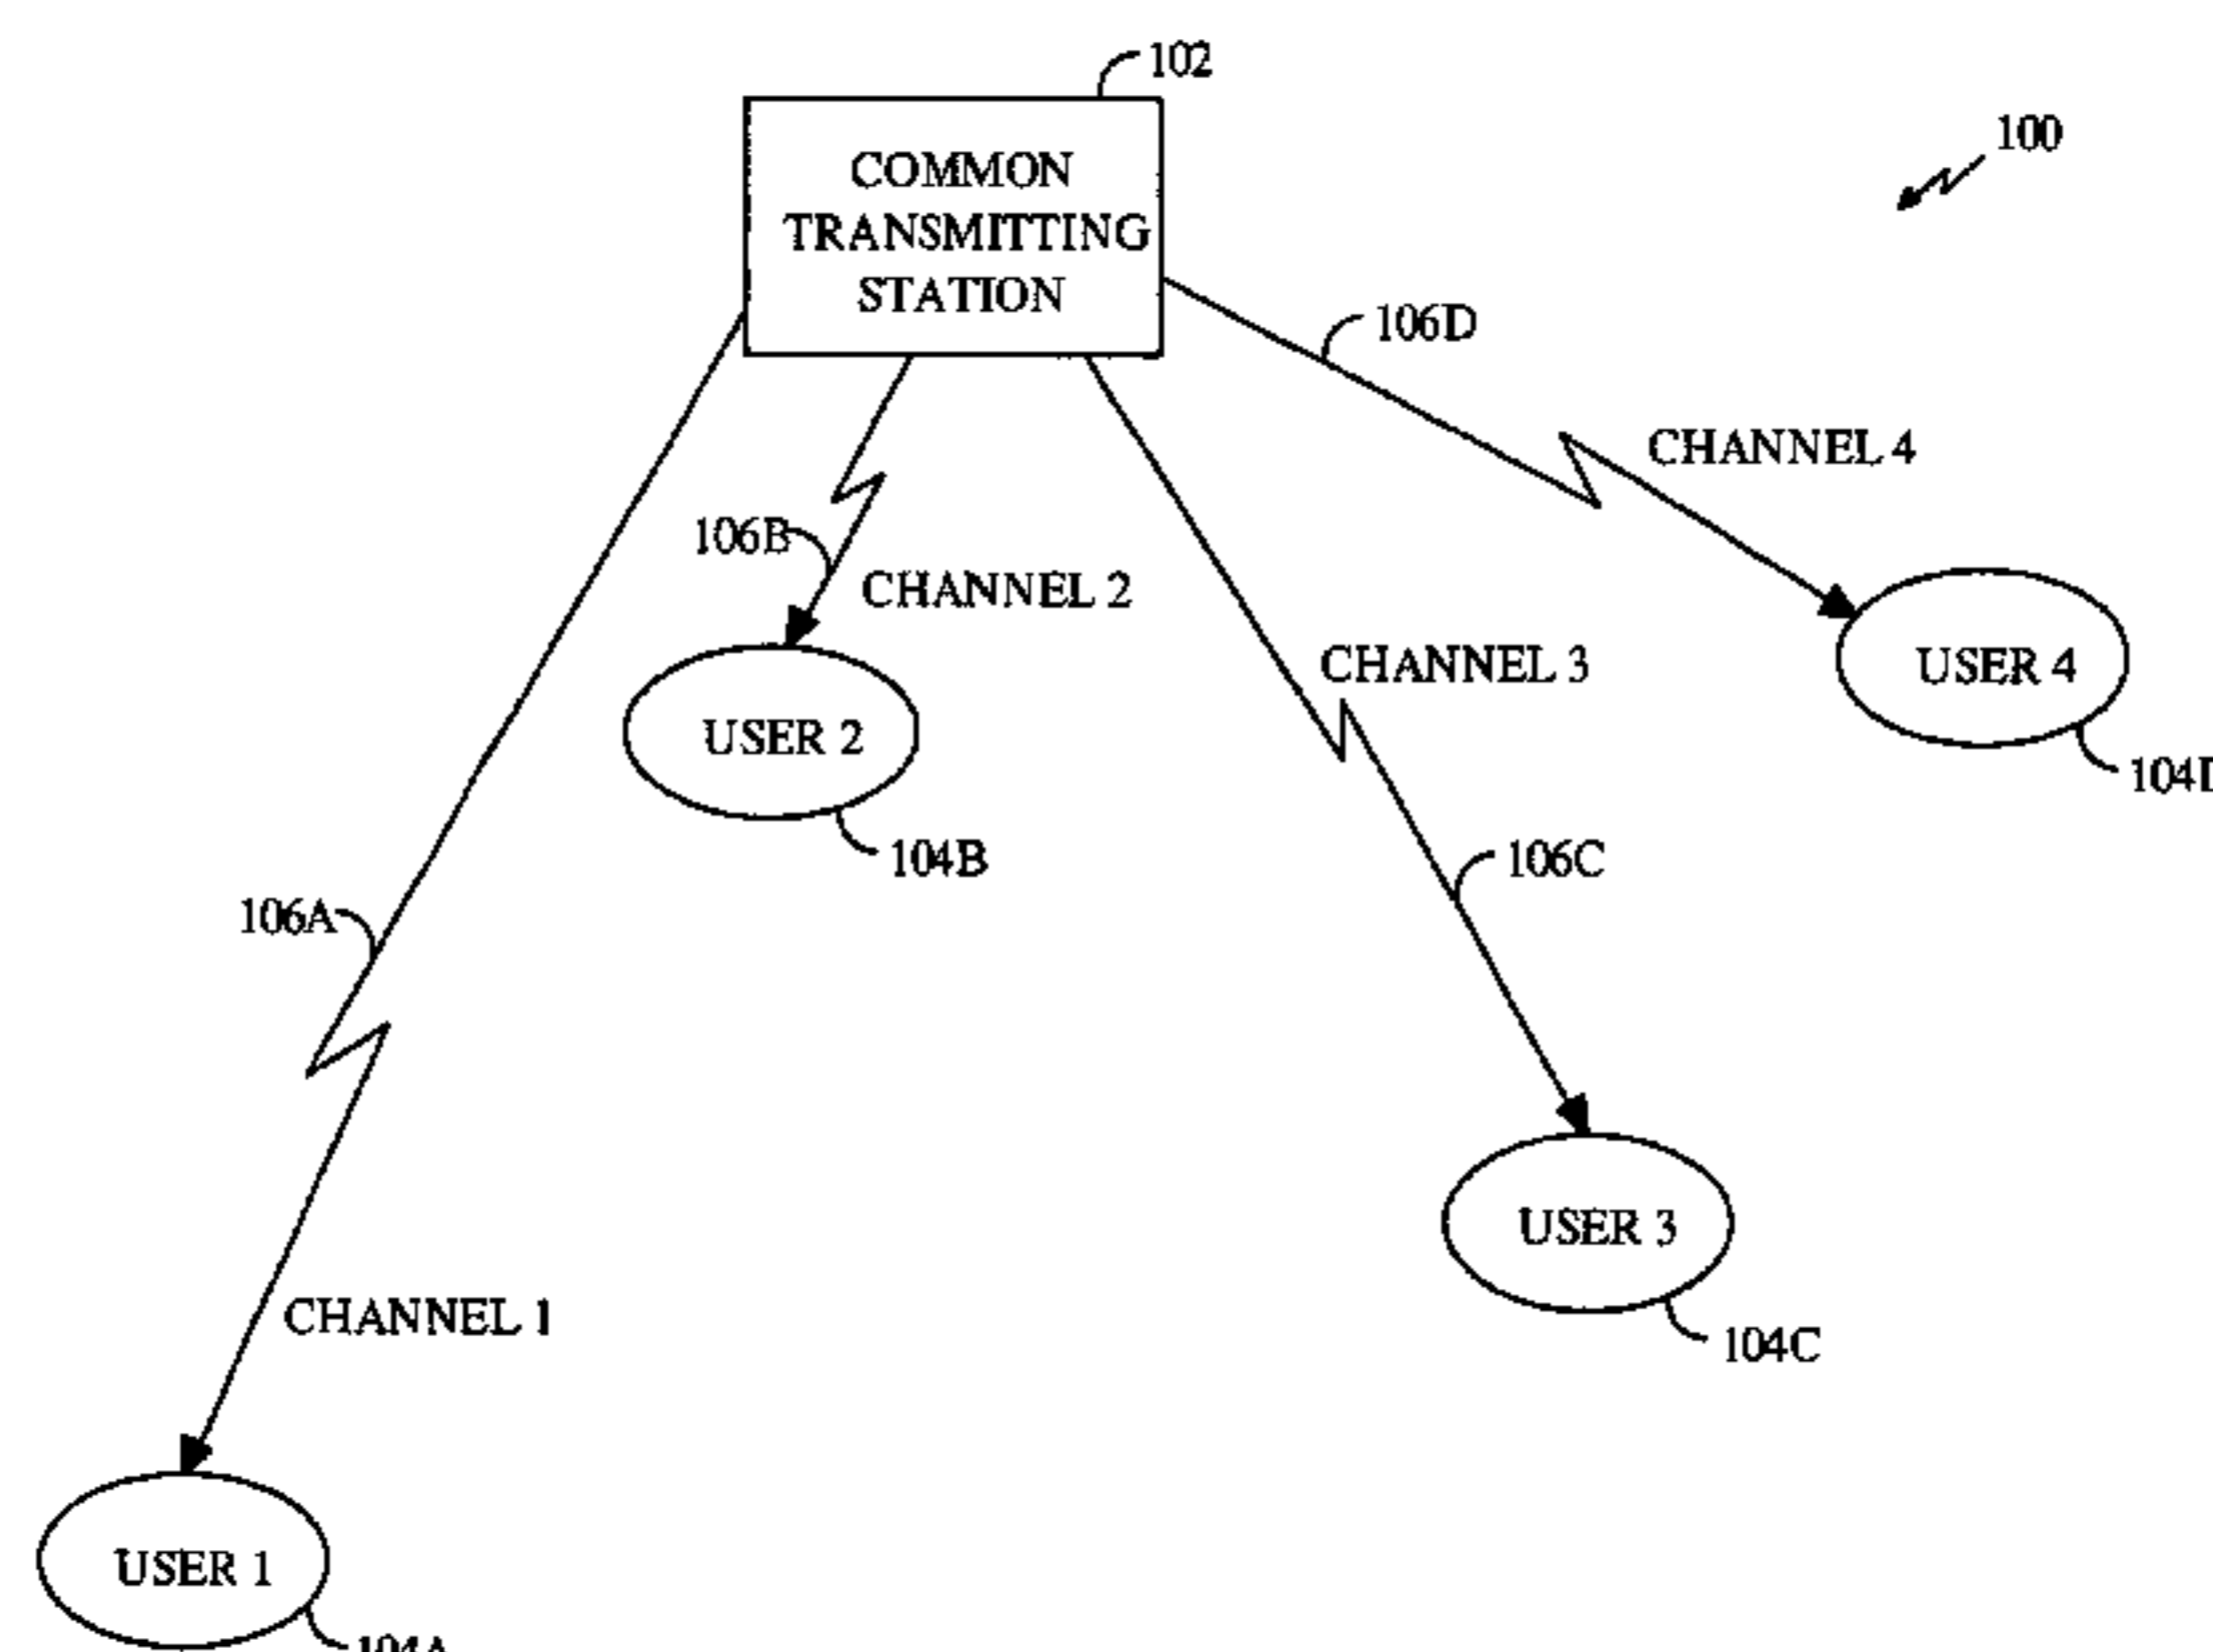 102
100
COMMON
TRANSMITTING
STATION
106D
CHANNEL 4
106B
CHANNEL 2
CHANNEL 3
USER 4
USER 2
104B
106C
106A
USER 3
CHANNEL 1
104C
USER 1